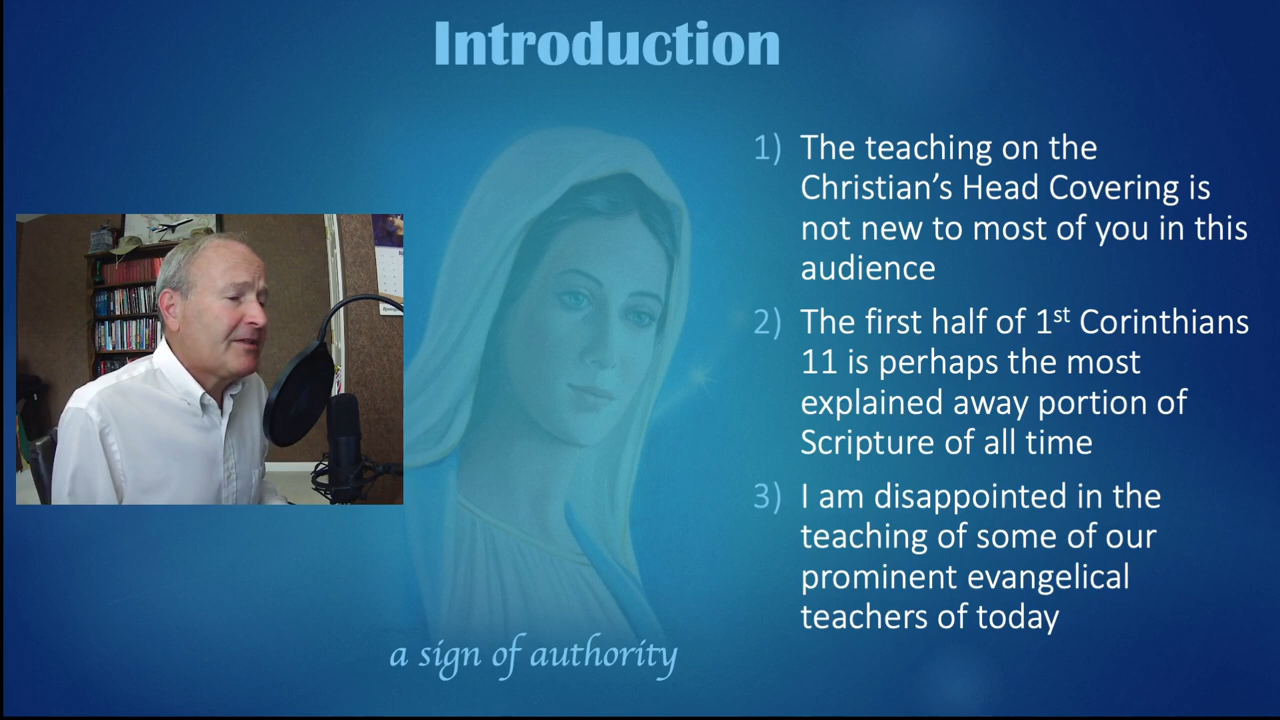 Introduction
1) The teaching on the
Christian’s Head Covering is
not new to most of you in this
audience
2) The first half of 1st Corinthians
11 is perhaps the most
explained away portion of
Scripture of all time
3) I am disappointed in the
teaching of some of our
prominent evangelical
teachers of today
a sign of authority